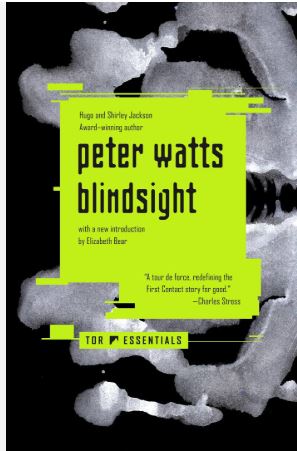 Hugo and Shirley Jackson
Award-winning author
peter watts
blindsight
with a new introduction
by Elizabeth Bear
"A tour de force, redefining the
First Contact story for good."
—Charles Stross
TOR ESSENTIALS